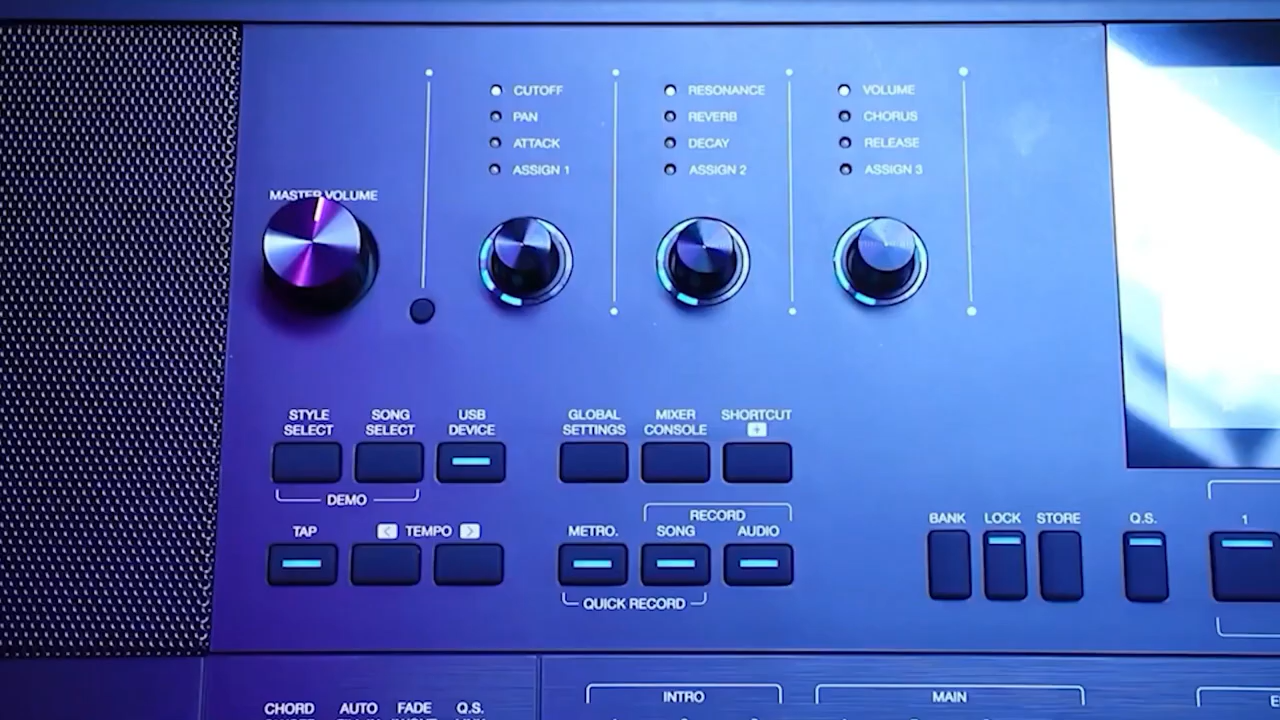 CUTOFF
PAN
ATTACK
ASSIGN 1
RESONANCE
REVERB
DECAY
ASSIGN 2
VOLUME
CHORUS
RELEASE
ASSIGN 3
MASTER VOLUME
STYLE
SELECT
SONG
SELECT
USB
DEVICE
GLOBAL
SETTINGS
MIXER
CONSOLE
SHORTCUT
+
DEMO
RECORD
TAP
< TEMPO >
METRO.
SONG
AUDIO
QUICK RECORD
BANK
LOCK
STORE
Q.S.
1
CHORD
AUTO
FADE
Q.S.
INTRO
MAIN